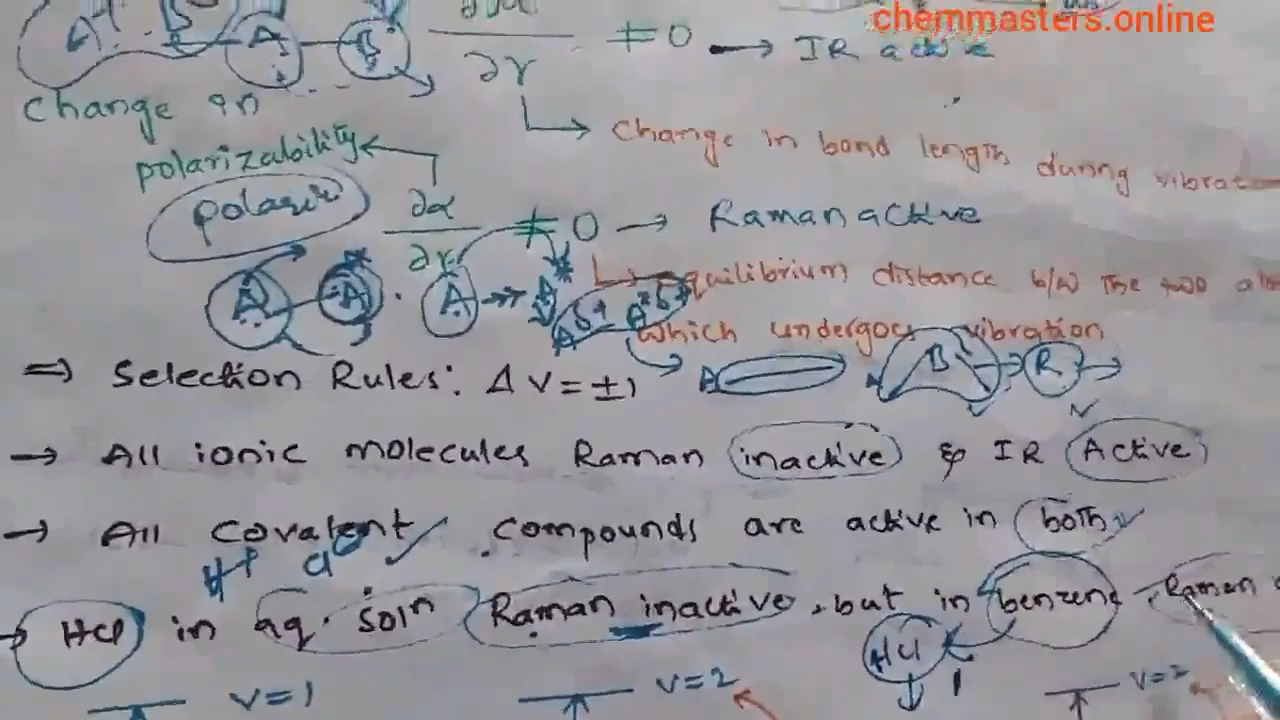 chemmasters.online
A B ∂r ≠ 0 → IR active
Change in
→ Change in bond length during
polarizability ←
∂α/∂r ≠ 0 → Raman active
A A A A
equilibrium distance b/w The two
A δ+ A δ+ which undergoes vibration
⇒ Selection Rules: ΔV = ±1 → A B → R →
→ All ionic molecules Raman inactive & IR Active
→ All Covalent compounds are active in both
H+ Cl
→ HCl in aq. soln Raman inactive, but in benzene Raman
HCl
V=1 V=2 V=2